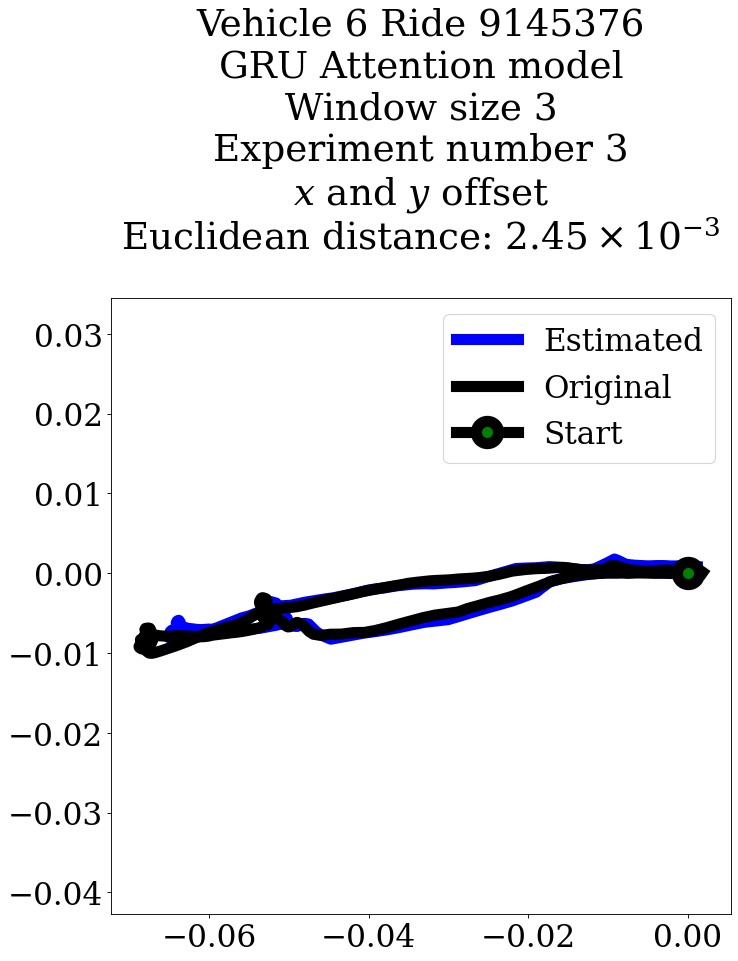 Vehicle 6 Ride 9145376
GRU Attention model
Window size 3
Experiment number 3
x and y offset
Euclidean distance: 2.45 × 10⁻³
Estimated
Original
Start
0.03
0.02
0.01
0.00
−0.01
−0.02
−0.03
−0.04
−0.06 −0.04 −0.02 0.00